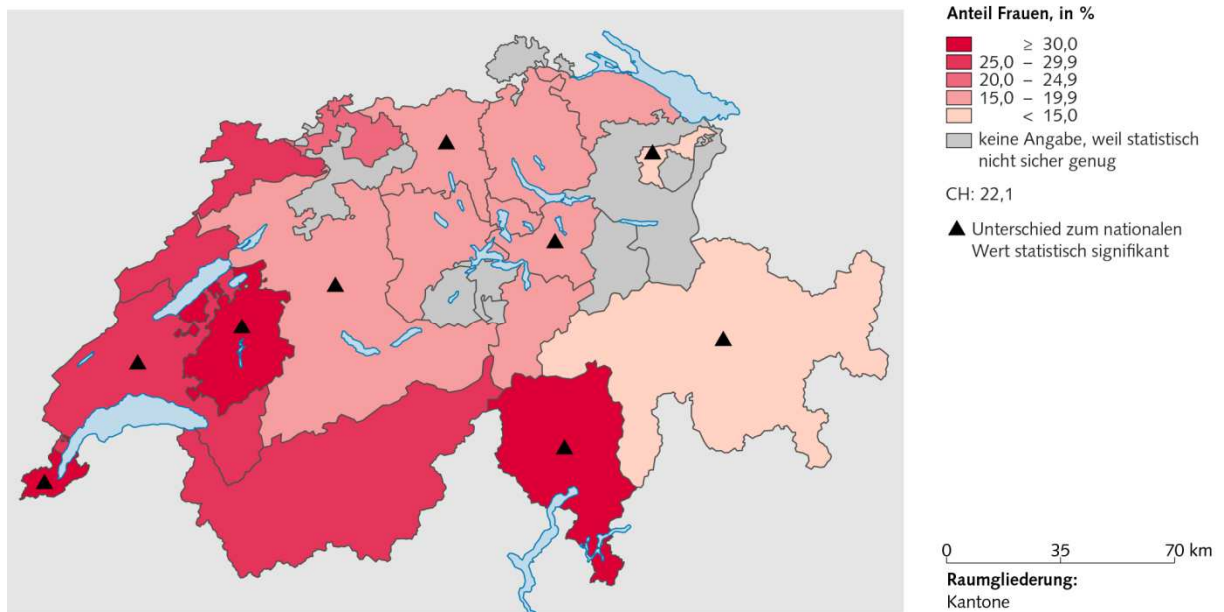 Anteil Frauen, in %
≥ 30,0
25,0 – 29,9
20,0 – 24,9
15,0 – 19,9
< 15,0
keine Angabe, weil statistisch
nicht sicher genug
CH: 22,1
Unterschied zum nationalen
Wert statistisch signifikant
0 35 70 km
Raumgliederung:
Kantone